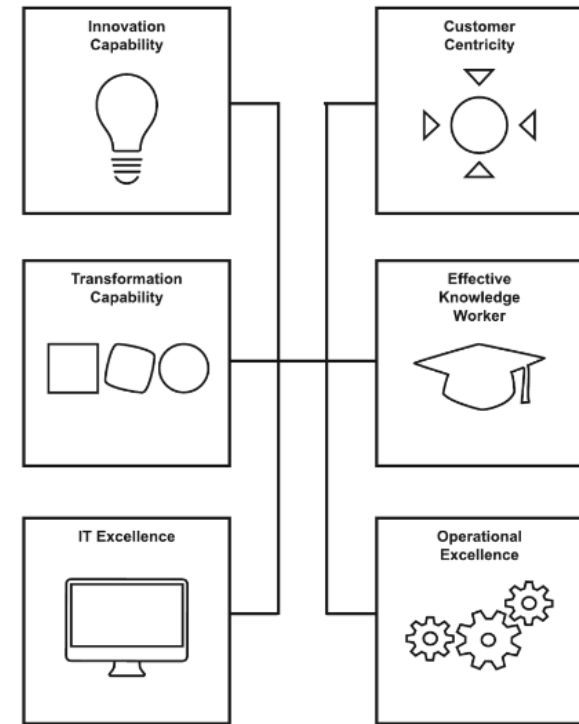 Innovation
Capability
Customer
Centricity
Transformation
Capability
Effective
Knowledge
Worker
IT Excellence
Operational
Excellence